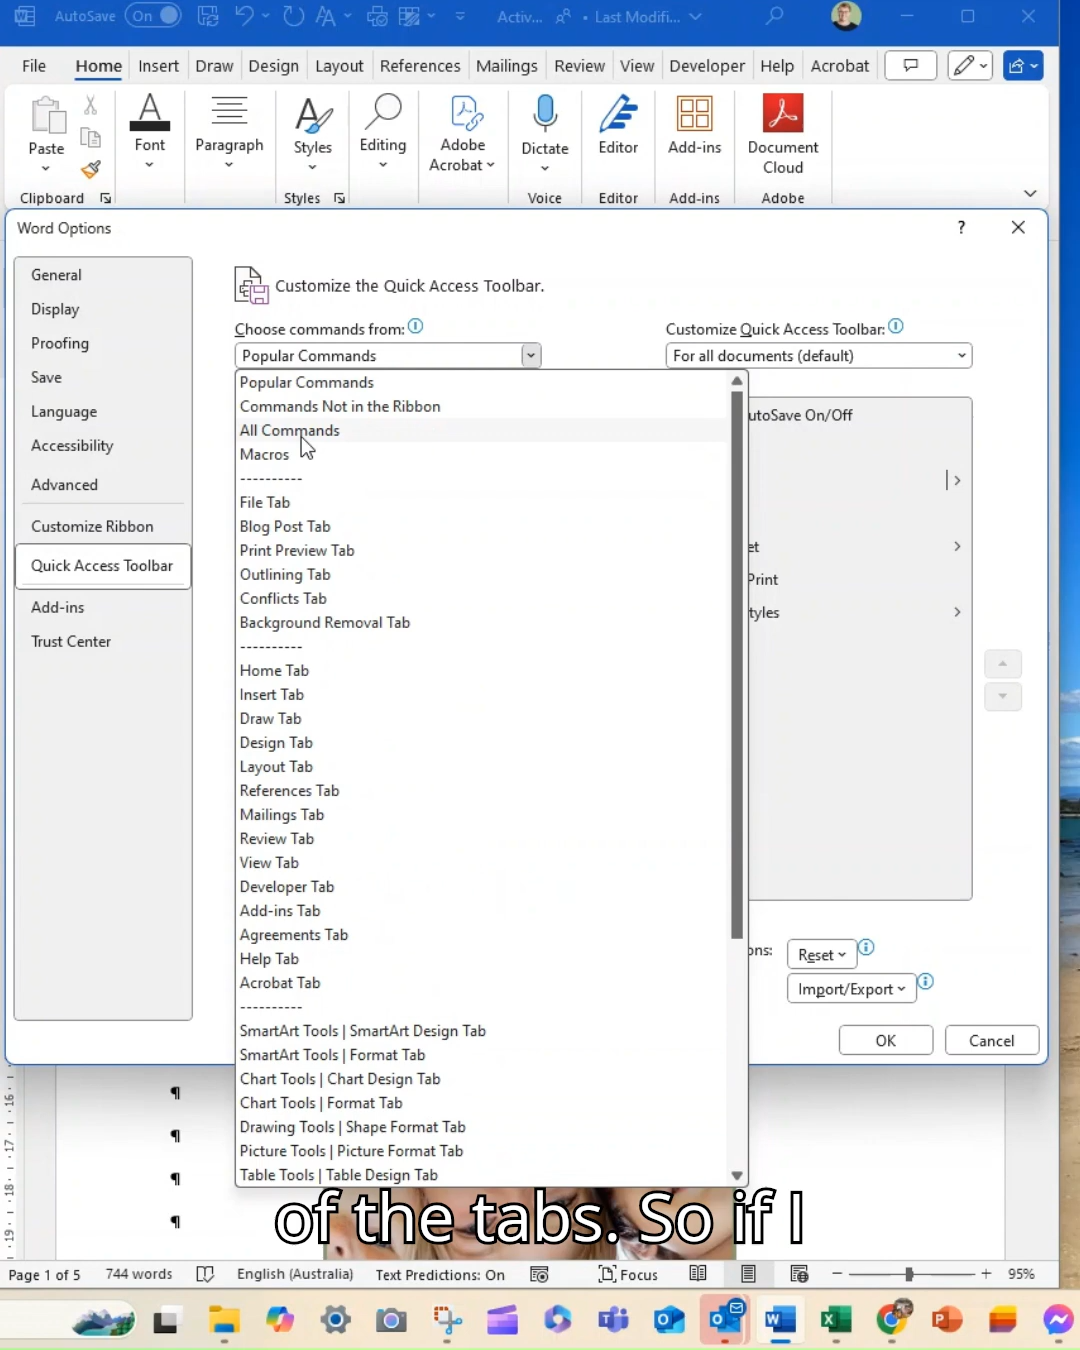 AutoSave On Activ... • Last Modifi...
File Home Insert Draw Design Layout References Mailings Review View Developer Help Acrobat
Paste Font Paragraph Styles Editing Adobe Acrobat Dictate Editor Add-ins Document Cloud
Clipboard Styles Voice Editor Add-ins Adobe
Word Options ?
General
Display
Proofing
Save
Language
Accessibility
Advanced
Customize Ribbon
Quick Access Toolbar
Add-ins
Trust Center
Customize the Quick Access Toolbar.
Choose commands from:
Popular Commands
Popular Commands
Commands Not in the Ribbon
All Commands
Macros
----------
File Tab
Blog Post Tab
Print Preview Tab
Outlining Tab
Conflicts Tab
Background Removal Tab
----------
Home Tab
Insert Tab
Draw Tab
Design Tab
Layout Tab
References Tab
Mailings Tab
Review Tab
View Tab
Developer Tab
Add-ins Tab
Agreements Tab
Help Tab
Acrobat Tab
----------
SmartArt Tools | SmartArt Design Tab
SmartArt Tools | Format Tab
Chart Tools | Chart Design Tab
Chart Tools | Format Tab
Drawing Tools | Shape Format Tab
Picture Tools | Picture Format Tab
Table Tools | Table Design Tab
Customize Quick Access Toolbar:
For all documents (default)
utoSave On/Off
et
Print
tyles
ons: Reset
Import/Export
OK Cancel
of the tabs. So if I
Page 1 of 5 744 words English (Australia) Text Predictions: On Focus 95%